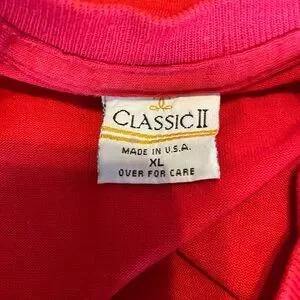 CLASSIC II
MADE IN U.S.A.
XL
OVER FOR CARE